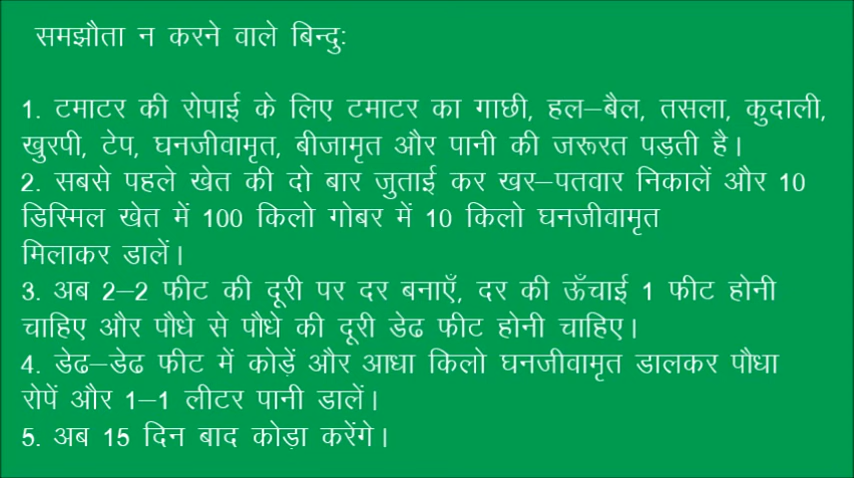 समझौता न करने वाले बिन्दु:
1. टमाटर की रोपाई के लिए टमाटर का गाछी, हल–बैल, तसला, कुदाली,
खुरपी, टेप, घनजीवामृत, बीजामृत और पानी की जरूरत पड़ती है।
2. सबसे पहले खेत की दो बार जुताई कर खर–पतवार निकालें और 10
डिस्मिल खेत में 100 किलो गोबर में 10 किलो घनजीवामृत
मिलाकर डालें।
3. अब 2–2 फीट की दूरी पर दर बनाएँ, दर की ऊँचाई 1 फीट होनी
चाहिए और पौधे से पौधे की दूरी डेढ फीट होनी चाहिए।
4. डेढ–डेढ फीट में कोड़ें और आधा किलो घनजीवामृत डालकर पौधा
रोपें और 1–1 लीटर पानी डालें।
5. अब 15 दिन बाद कोड़ा करेंगे।